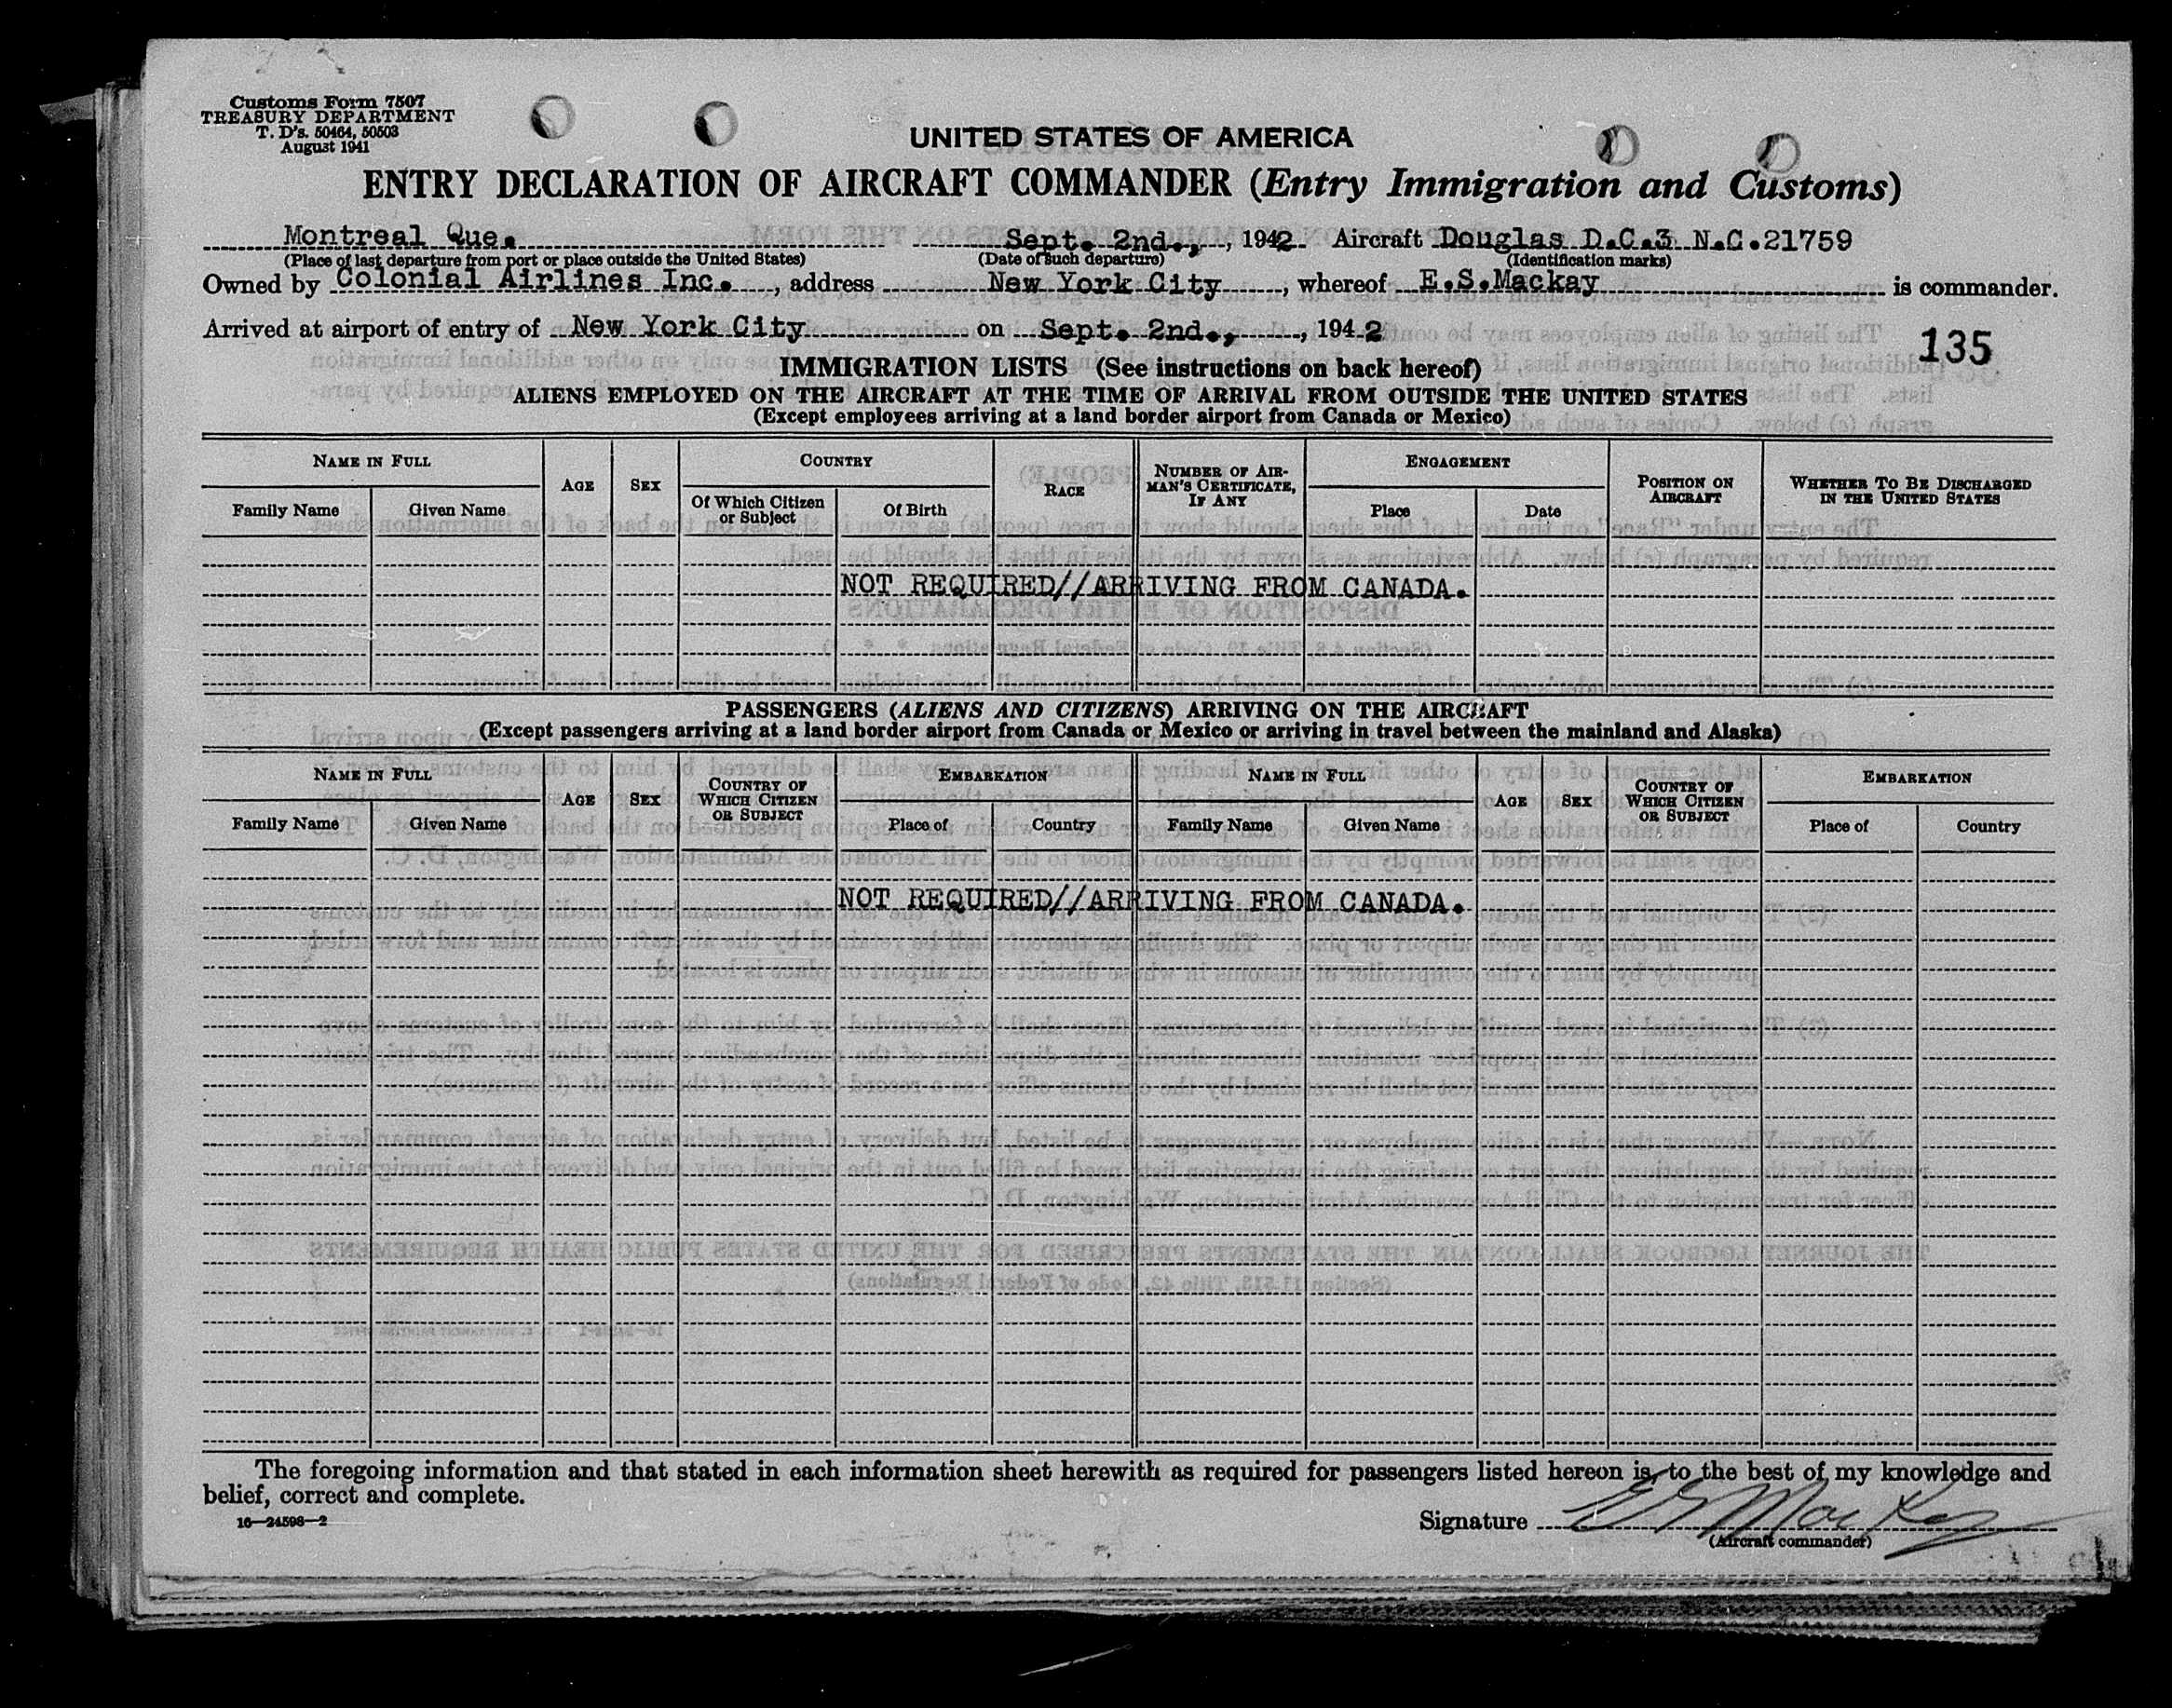 Customs Form 7507
TREASURY DEPARTMENT
T. D's. 50464, 50503
August 1941
UNITED STATES OF AMERICA
ENTRY DECLARATION OF AIRCRAFT COMMANDER (Entry Immigration and Customs)
Montreal Que. Sept. 2nd., , 1942 Aircraft Douglas D.C.3 N.C.21759
(Place of last departure from port or place outside the United States) (Date of such departure) (Identification marks)
Owned by Colonial Airlines Inc. , address New York City , whereof E.S.Mackay is commander.
Arrived at airport of entry of New York City on Sept. 2nd., , 1942
135
IMMIGRATION LISTS (See instructions on back hereof)
ALIENS EMPLOYED ON THE AIRCRAFT AT THE TIME OF ARRIVAL FROM OUTSIDE THE UNITED STATES
(Except employees arriving at a land border airport from Canada or Mexico)
NAME IN FULL AGE SEX COUNTRY RACE NUMBER OF AIRMAN'S CERTIFICATE, IF ANY ENGAGEMENT POSITION ON AIRCRAFT WHETHER TO BE DISCHARGED IN THE UNITED STATES
Family Name Given Name Of Which Citizen or Subject Of Birth Place Date
NOT REQUIRED//ARRIVING FROM CANADA.
PASSENGERS (ALIENS AND CITIZENS) ARRIVING ON THE AIRCRAFT
(Except passengers arriving at a land border airport from Canada or Mexico or arriving in travel between the mainland and Alaska)
NAME IN FULL AGE SEX COUNTRY OF WHICH CITIZEN OR SUBJECT EMBARKATION NAME IN FULL AGE SEX COUNTRY OF WHICH CITIZEN OR SUBJECT EMBARKATION
Family Name Given Name Place of Country Family Name Given Name Place of Country
NOT REQUIRED//ARRIVING FROM CANADA.
The foregoing information and that stated in each information sheet herewith as required for passengers listed hereon is, to the best of my knowledge and
belief, correct and complete.
16—24598—2
Signature E S MacKay
(Aircraft commander)